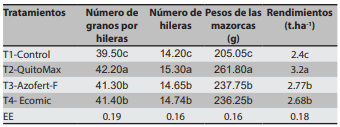 Tratamientos Número de granos por hileras Número de hileras Pesos de las mazorcas (g) Rendimientos (t.ha⁻¹)
T1-Control 39.50c 14.20c 205.05c 2.4c
T2-QuitoMax 42.20a 15.30a 261.80a 3.2a
T3-Azofert-F 41.30b 14.65b 237.75b 2.77b
T4- Ecomic 41.40b 14.74b 236.25b 2.68b
EE 0.19 0.16 0.16 0.18